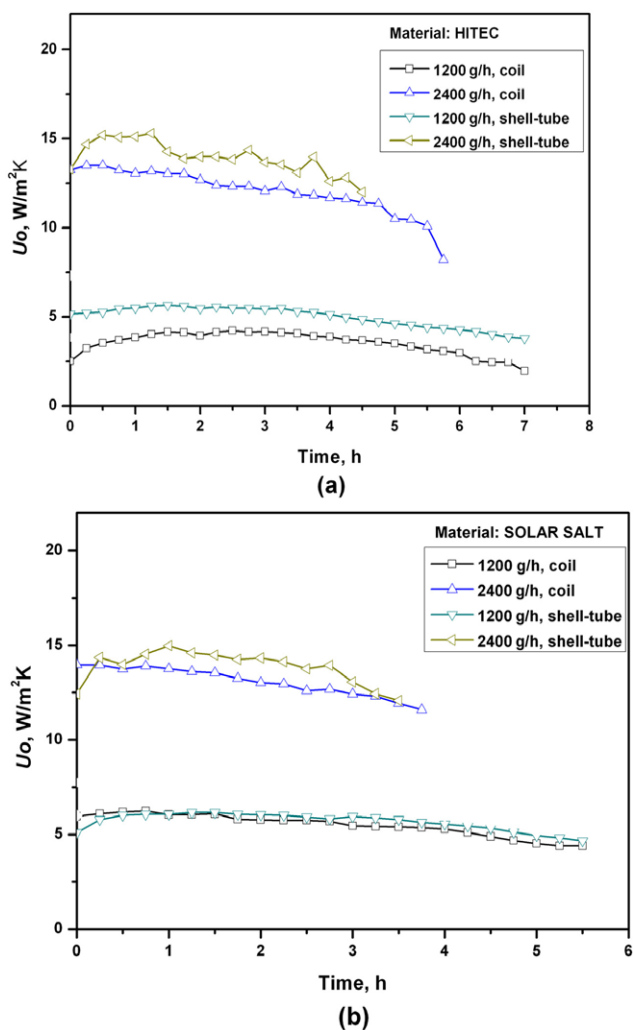 Material: HITEC
1200 g/h, coil
2400 g/h, coil
1200 g/h, shell-tube
2400 g/h, shell-tube
20
15
10
5
0
Uo, W/m²K
0 1 2 3 4 5 6 7 8
Time, h
(a)
Material: SOLAR SALT
1200 g/h, coil
2400 g/h, coil
1200 g/h, shell-tube
2400 g/h, shell-tube
20
15
10
5
0
Uo, W/m²K
0 1 2 3 4 5 6
Time, h
(b)